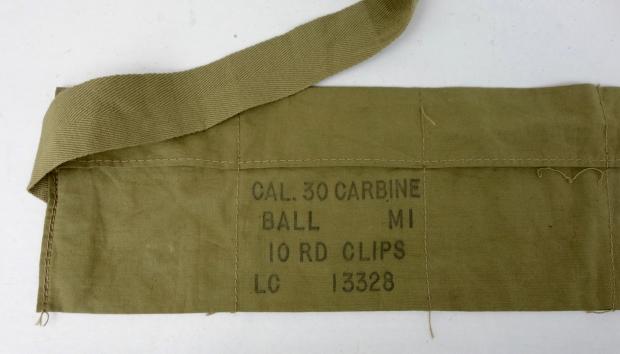 CAL. 30 CARBINE
BALL M1
10 RD CLIPS
LC 13328